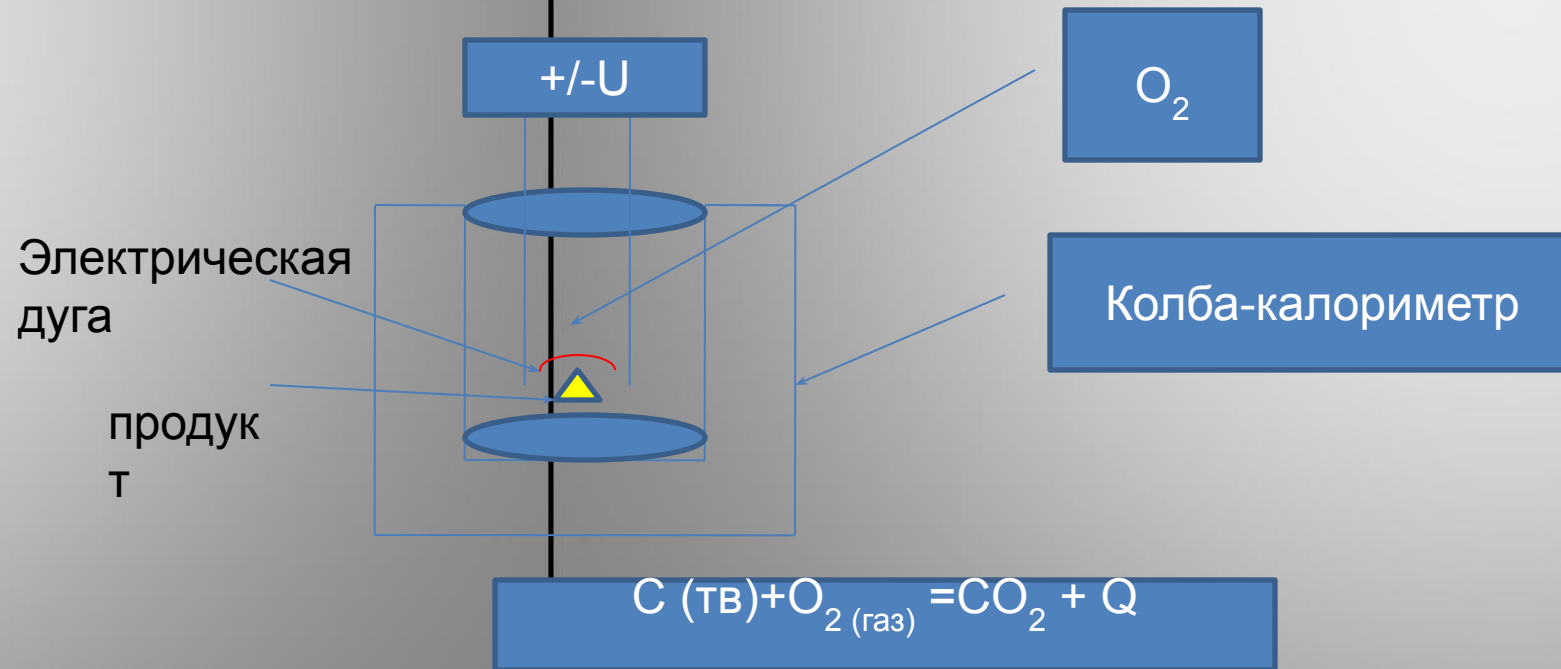 +/-U
O₂
Электрическая
дуга
Колба-калориметр
продук
т
C (тв)+O₂ (газ) =CO₂ + Q